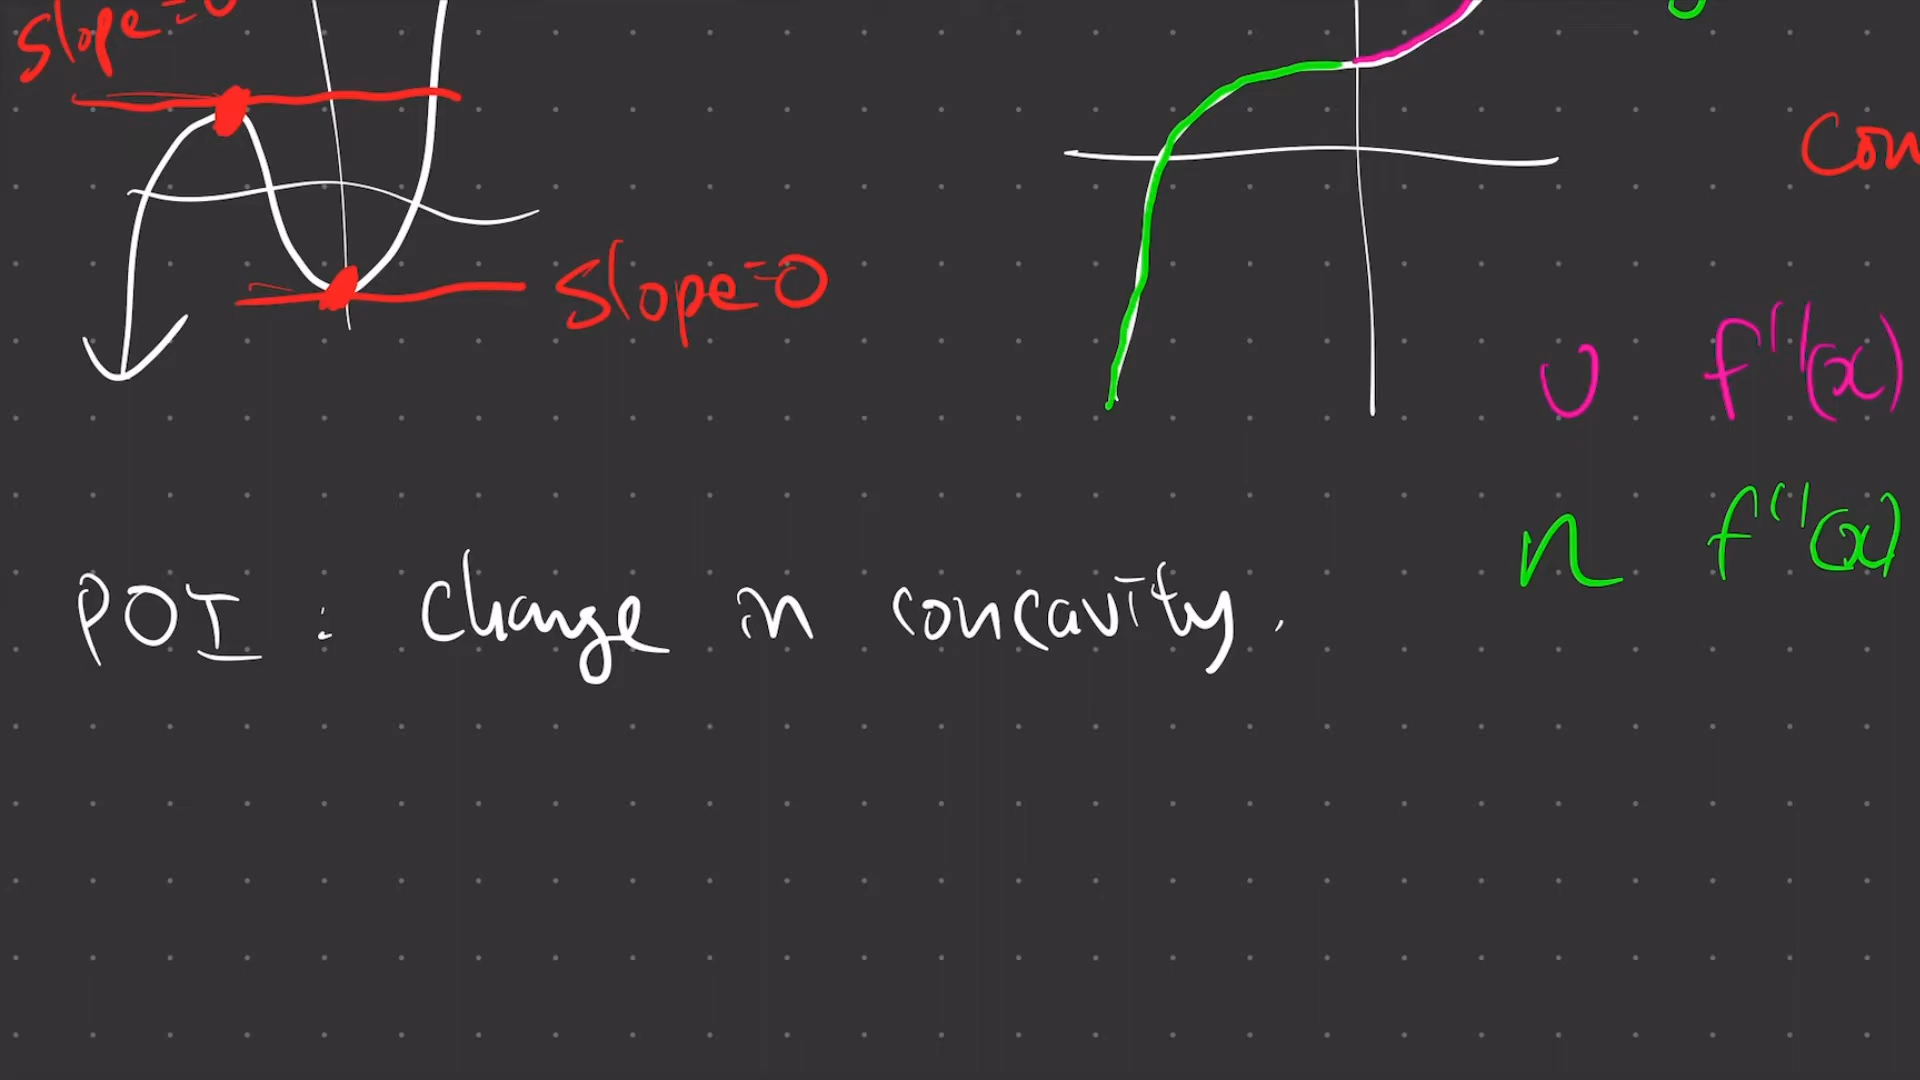 slope=0
Con
slope=0
∪ f''(x)
∩ f''(x)
POI : Change in concavity.